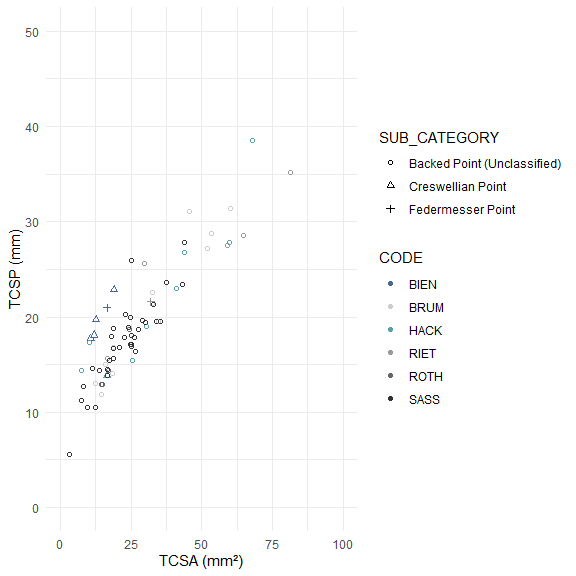 50
40
30
20
10
0
TCSP (mm)
0 25 50 75 100
TCSA (mm²)
SUB_CATEGORY
Backed Point (Unclassified)
Creswellian Point
Federmesser Point
CODE
BIEN
BRUM
HACK
RIET
ROTH
SASS